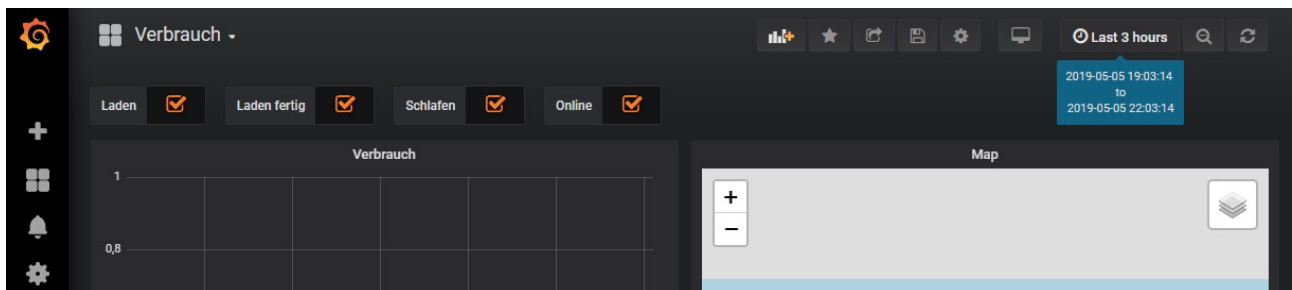 Verbrauch
Last 3 hours
2019-05-05 19:03:14
to
2019-05-05 22:03:14
Laden
Laden fertig
Schlafen
Online
Verbrauch
1
0,8
Map
+
−